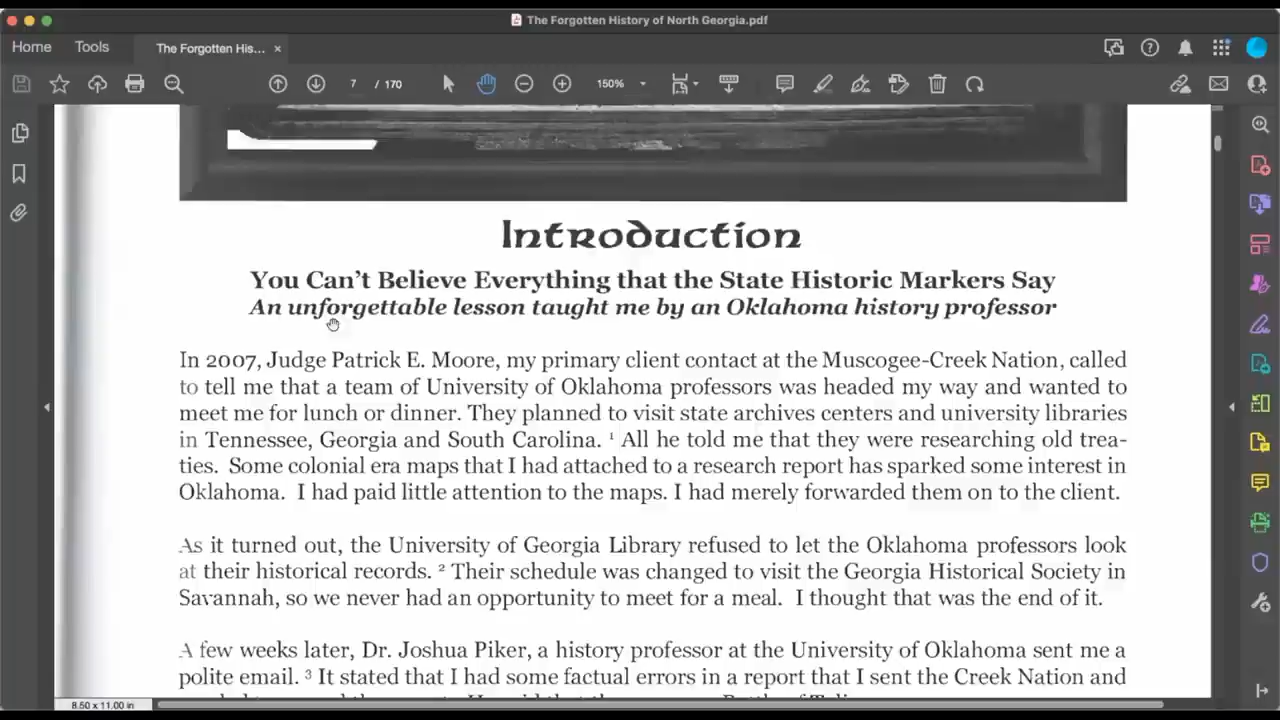 The Forgotten History of North Georgia.pdf
Home Tools The Forgotten His... ×
7 / 170 150%
Introduction
You Can't Believe Everything that the State Historic Markers Say
An unforgettable lesson taught me by an Oklahoma history professor
In 2007, Judge Patrick E. Moore, my primary client contact at the Muscogee-Creek Nation, called
to tell me that a team of University of Oklahoma professors was headed my way and wanted to
meet me for lunch or dinner. They planned to visit state archives centers and university libraries
in Tennessee, Georgia and South Carolina. ¹ All he told me that they were researching old trea-
ties. Some colonial era maps that I had attached to a research report has sparked some interest in
Oklahoma. I had paid little attention to the maps. I had merely forwarded them on to the client.
As it turned out, the University of Georgia Library refused to let the Oklahoma professors look
at their historical records. ² Their schedule was changed to visit the Georgia Historical Society in
Savannah, so we never had an opportunity to meet for a meal. I thought that was the end of it.
A few weeks later, Dr. Joshua Piker, a history professor at the University of Oklahoma sent me a
polite email. ³ It stated that I had some factual errors in a report that I sent the Creek Nation and
8.50 x 11.00 in